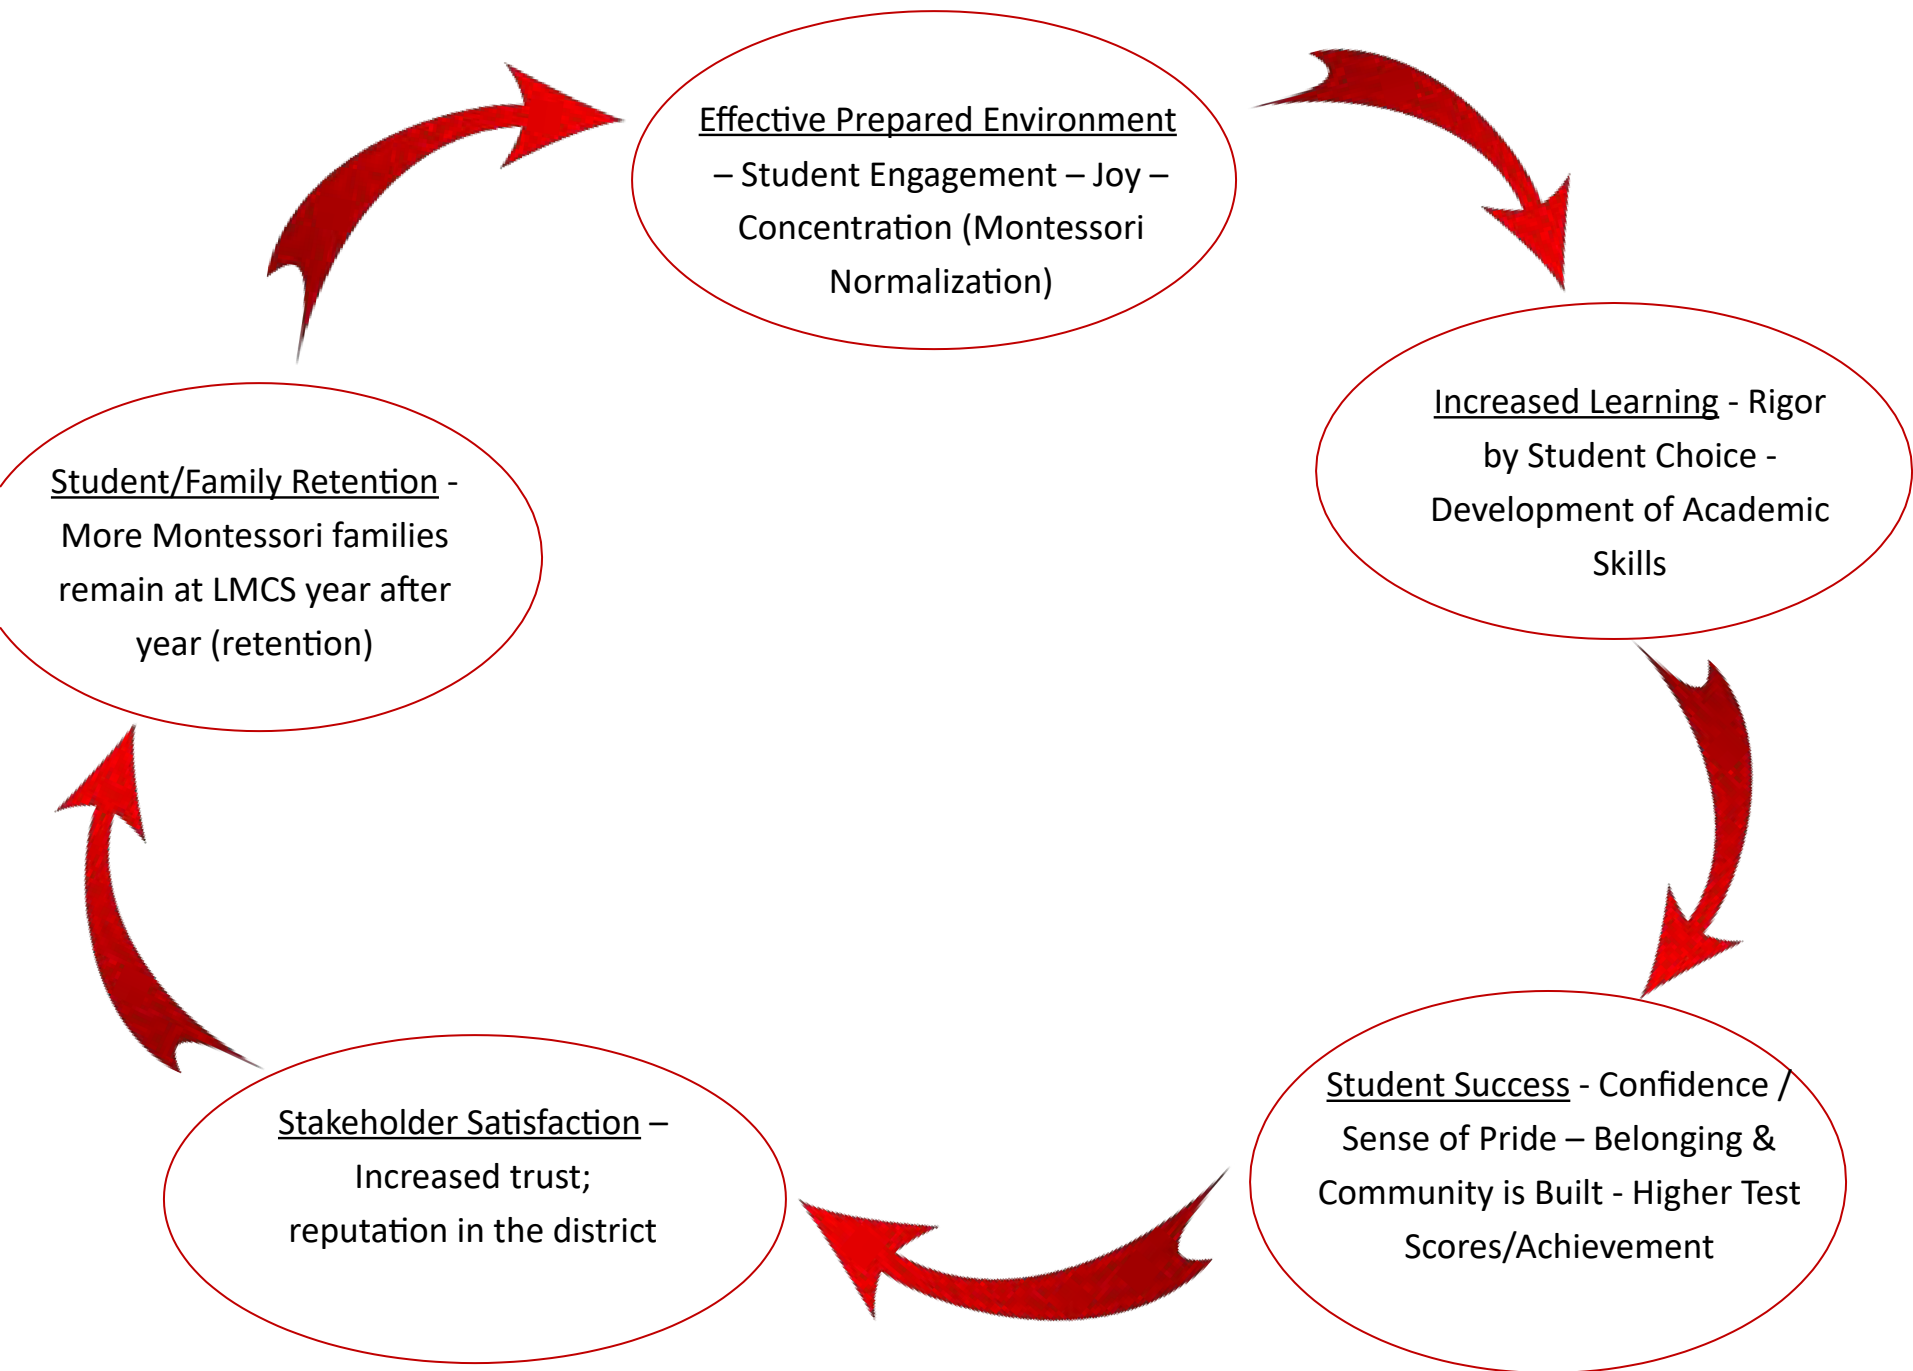 Effective Prepared Environment
– Student Engagement – Joy –
Concentration (Montessori
Normalization)
Increased Learning - Rigor
by Student Choice -
Development of Academic
Skills
Student Success - Confidence /
Sense of Pride – Belonging &
Community is Built - Higher Test
Scores/Achievement
Stakeholder Satisfaction –
Increased trust;
reputation in the district
Student/Family Retention -
More Montessori families
remain at LMCS year after
year (retention)